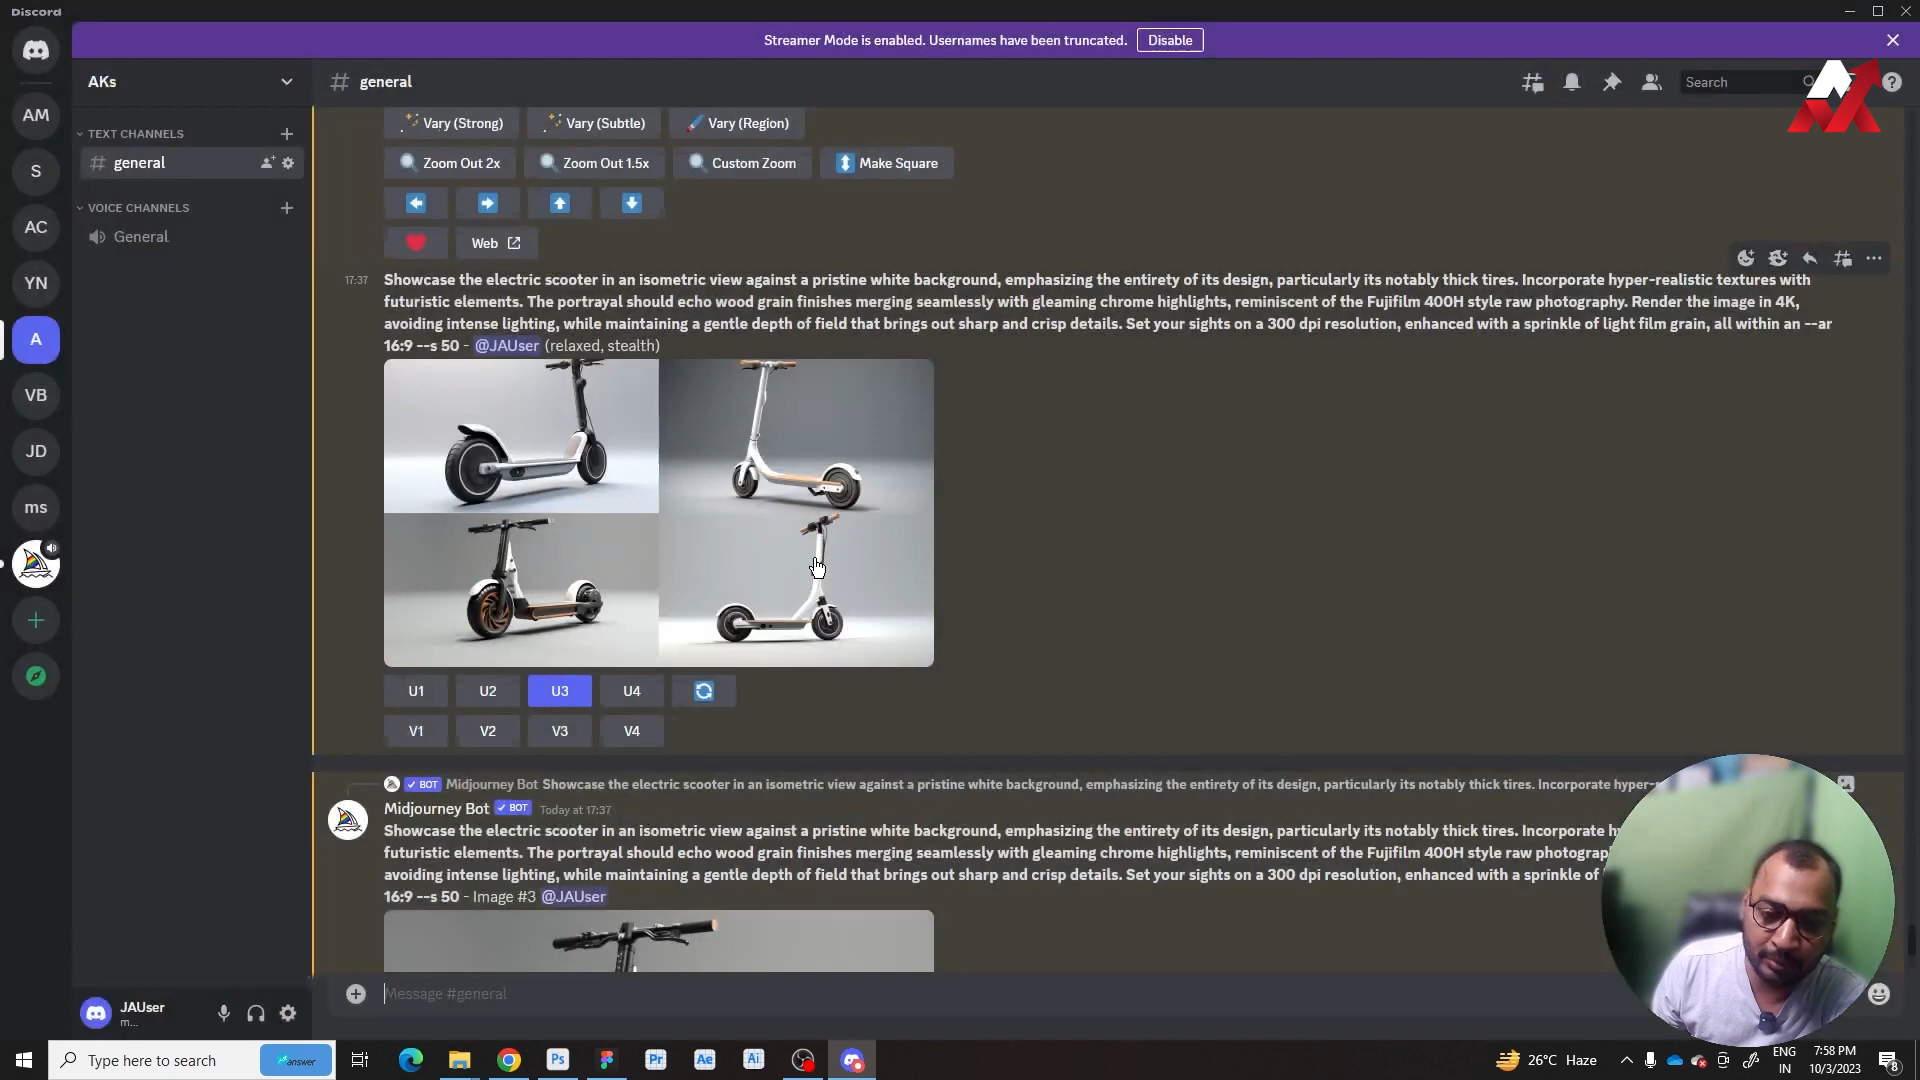 Discord
Streamer Mode is enabled. Usernames have been truncated. Disable
AKs
general
Search
AM
TEXT CHANNELS
general
S
VOICE CHANNELS
General
AC
YN
A
VB
JD
ms
Vary (Strong) Vary (Subtle) Vary (Region)
Zoom Out 2x Zoom Out 1.5x Custom Zoom Make Square
Web
17:37 Showcase the electric scooter in an isometric view against a pristine white background, emphasizing the entirety of its design, particularly its notably thick tires. Incorporate hyper-realistic textures with
futuristic elements. The portrayal should echo wood grain finishes merging seamlessly with gleaming chrome highlights, reminiscent of the Fujifilm 400H style raw photography. Render the image in 4K,
avoiding intense lighting, while maintaining a gentle depth of field that brings out sharp and crisp details. Set your sights on a 300 dpi resolution, enhanced with a sprinkle of light film grain, all within an --ar
16:9 --s 50 - @JAUser (relaxed, stealth)
U1 U2 U3 U4
V1 V2 V3 V4
BOT Midjourney Bot Showcase the electric scooter in an isometric view against a pristine white background, emphasizing the entirety of its design, particularly its notably thick tires. Incorporate hyper-
Midjourney Bot BOT Today at 17:37
Showcase the electric scooter in an isometric view against a pristine white background, emphasizing the entirety of its design, particularly its notably thick tires. Incorporate
futuristic elements. The portrayal should echo wood grain finishes merging seamlessly with gleaming chrome highlights, reminiscent of the Fujifilm 400H style raw
avoiding intense lighting, while maintaining a gentle depth of field that brings out sharp and crisp details. Set your sights on a 300 dpi resolution, enhanced with a sprinkle of
16:9 --s 50 - Image #3 @JAUser
Message #general
JAUser
m...
Type here to search
answer
Ps
Pr
Ae
Ai
26°C Haze
ENG
IN
7:58 PM
10/3/2023
8